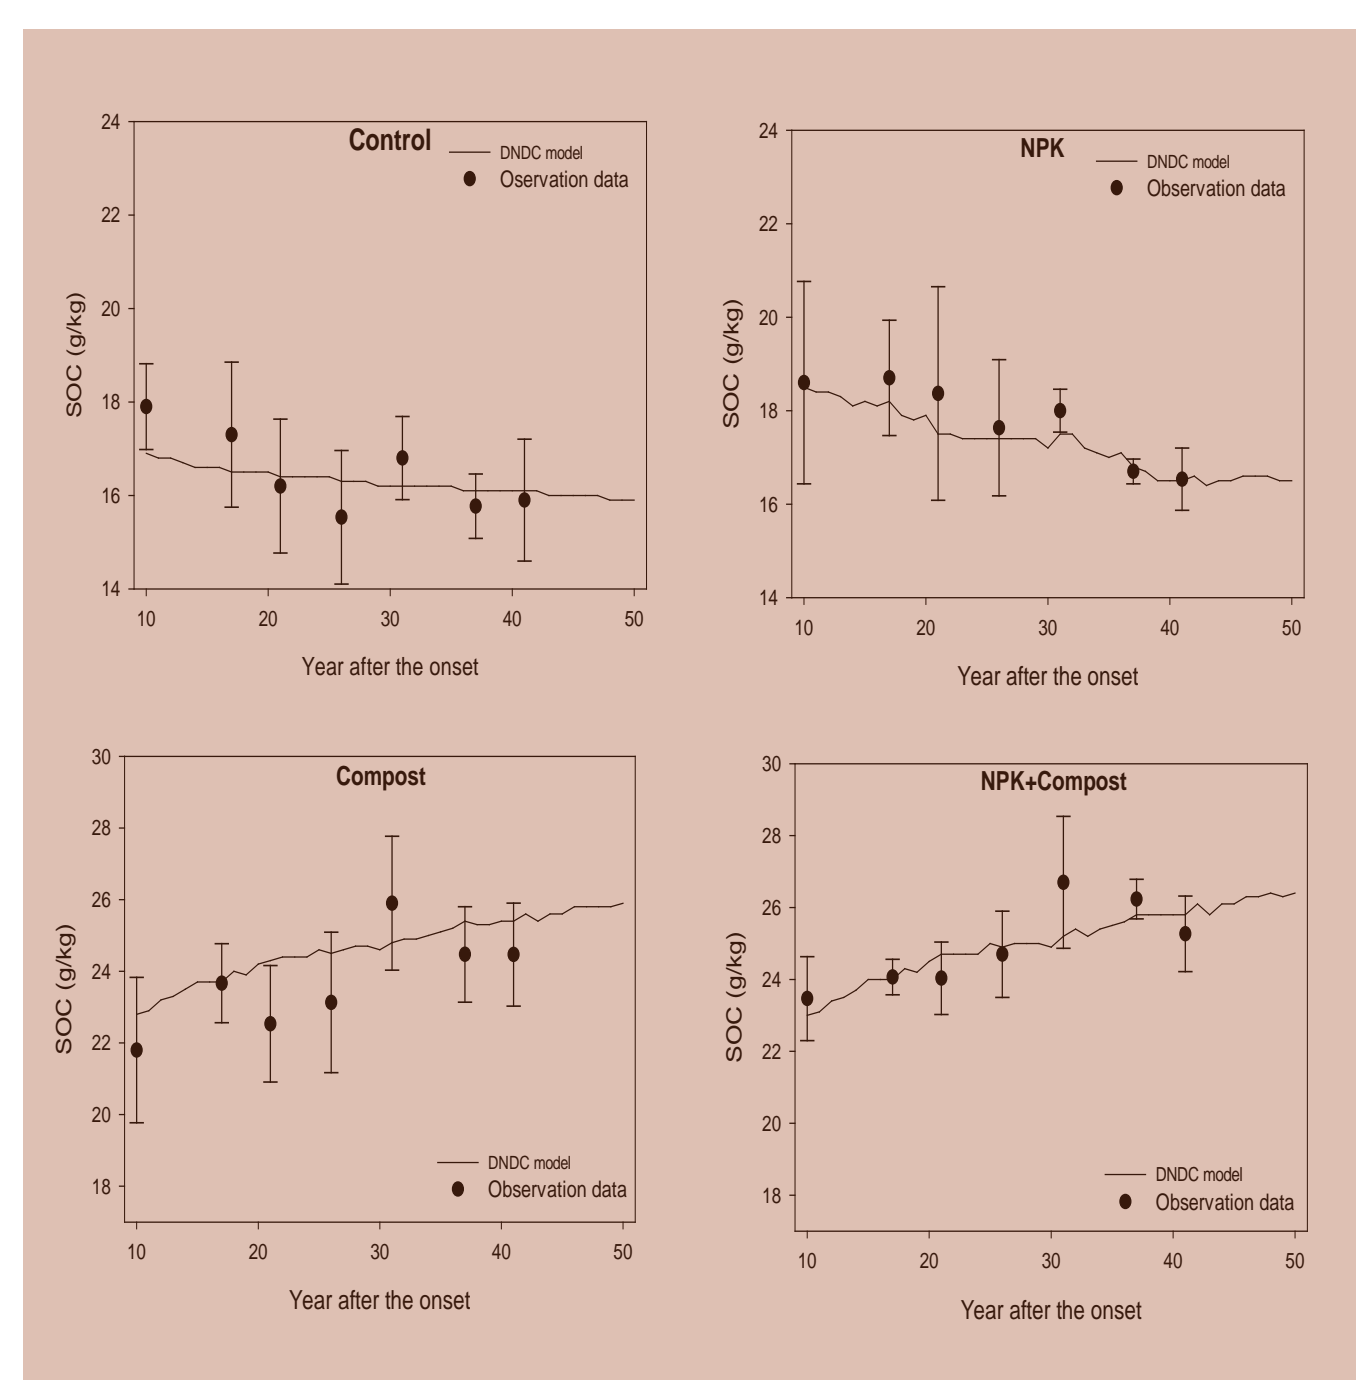 Control
DNDC model
Oservation data
24
22
20
18
16
14
SOC (g/kg)
10 20 30 40 50
Year after the onset
NPK
DNDC model
Observation data
24
22
20
18
16
14
SOC (g/kg)
10 20 30 40 50
Year after the onset
Compost
30
28
26
24
22
20
18
SOC (g/kg)
DNDC model
Observation data
10 20 30 40 50
Year after the onset
NPK+Compost
30
28
26
24
22
20
18
SOC (g/kg)
DNDC model
Observation data
10 20 30 40 50
Year after the onset